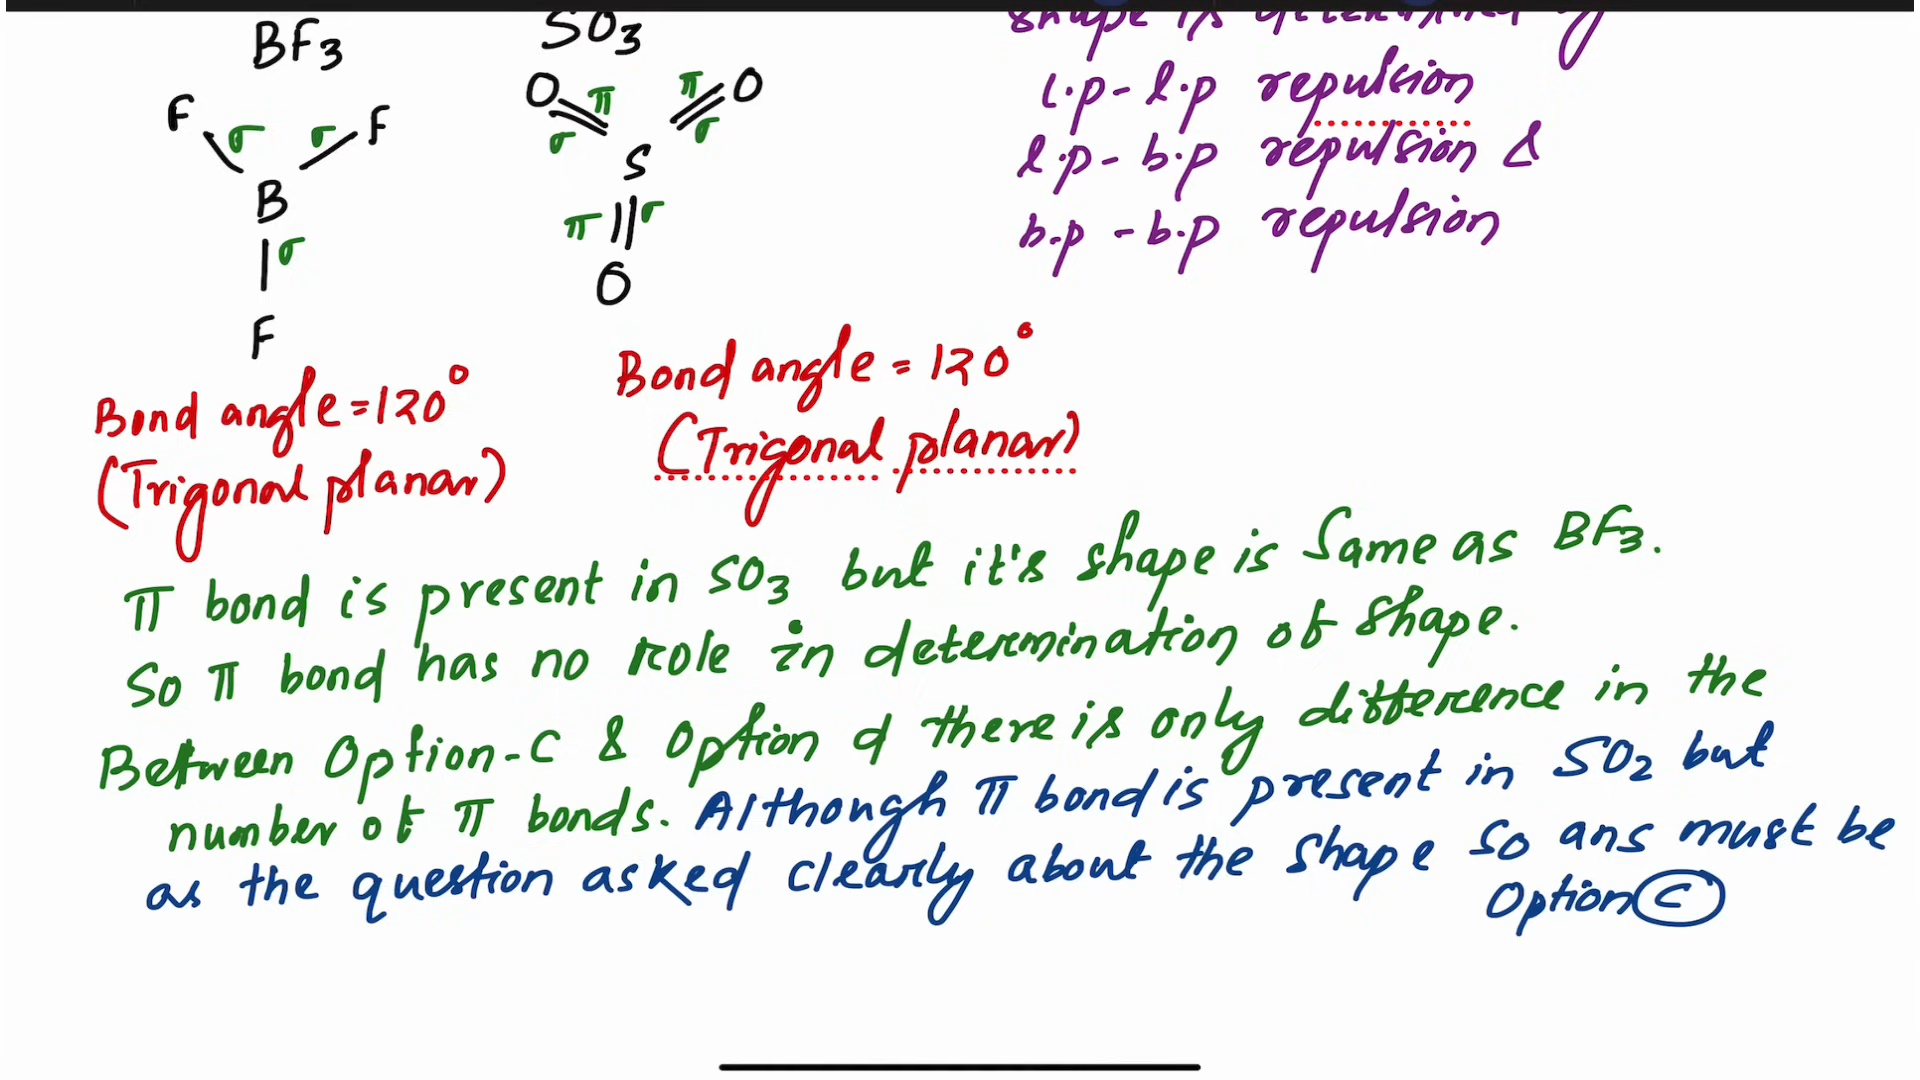 BF3
SO3
shape is determined by
l.p - l.p repulsion
l.p - b.p repulsion &
b.p - b.p repulsion
F σ σ F
B
σ
F
O π π O
σ σ
S
π σ
O
Bond angle = 120°
(Trigonal planar)
Bond angle = 120°
(Trigonal planar)
π bond is present in SO3 but it's shape is same as BF3.
So π bond has no role in determination of shape.
Between Option-C & Option d there is only difference in the
number of π bonds. Although π bond is present in SO2 but
as the question asked clearly about the shape so ans must be
Option C